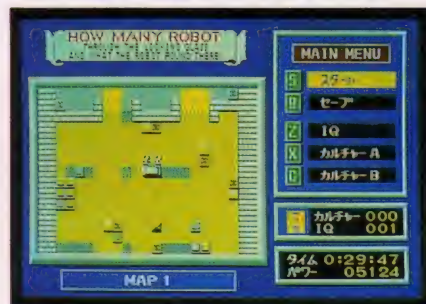 HOW MANY ROBOT
THROUGH THE LOOKING GLASS
AND WHAT THE ROBOT FOUND THERE!
MAP 1
MAIN MENU
S スタート
セーブ
Z IQ
X カルチャーA
C カルチャーB
カルチャー 000
IQ 001
タイム 0:29:47
パワー 05124